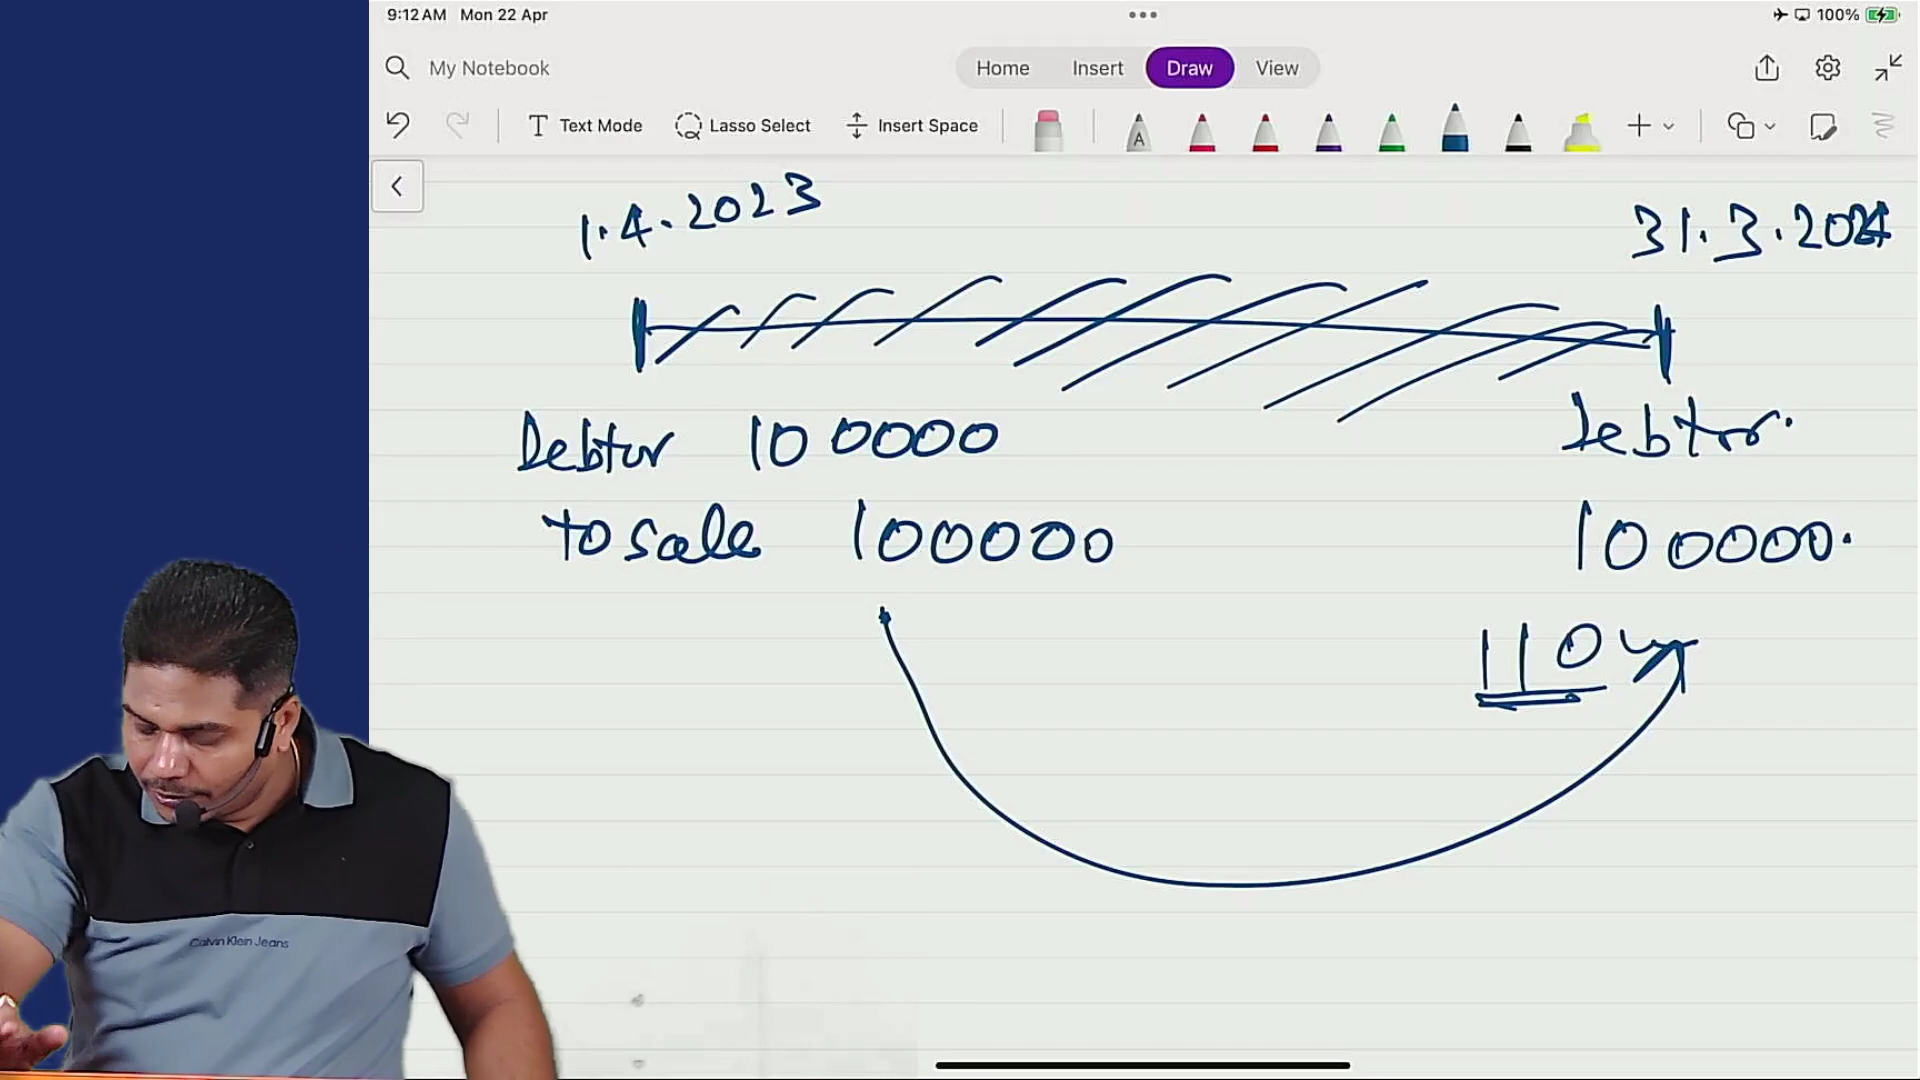 9:12 AM Mon 22 Apr
100%
My Notebook
Home Insert Draw View
Text Mode Lasso Select Insert Space
A
1.4.2023
31.3.2024
Debtor 100000
Debtor.
to sale 100000
100000.
110
Calvin Klein Jeans